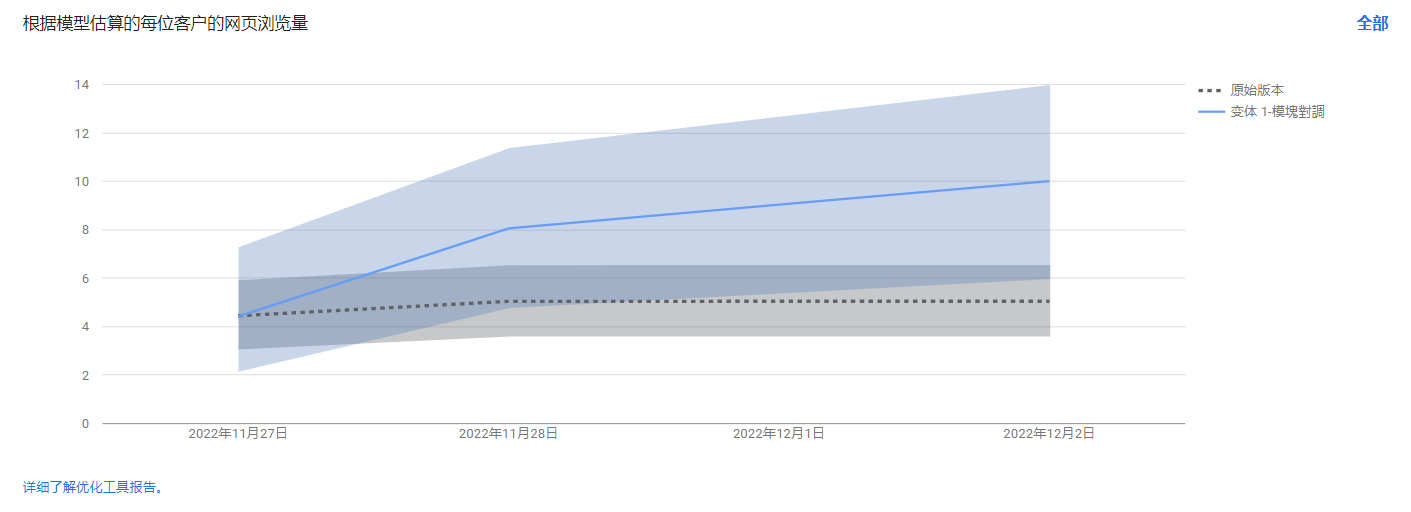 根据模型估算的每位客户的网页浏览量
全部
14
12
10
8
6
4
2
0
2022年11月27日
2022年11月28日
2022年12月1日
2022年12月2日
原始版本
变体 1-模塊對調
详细了解优化工具报告。